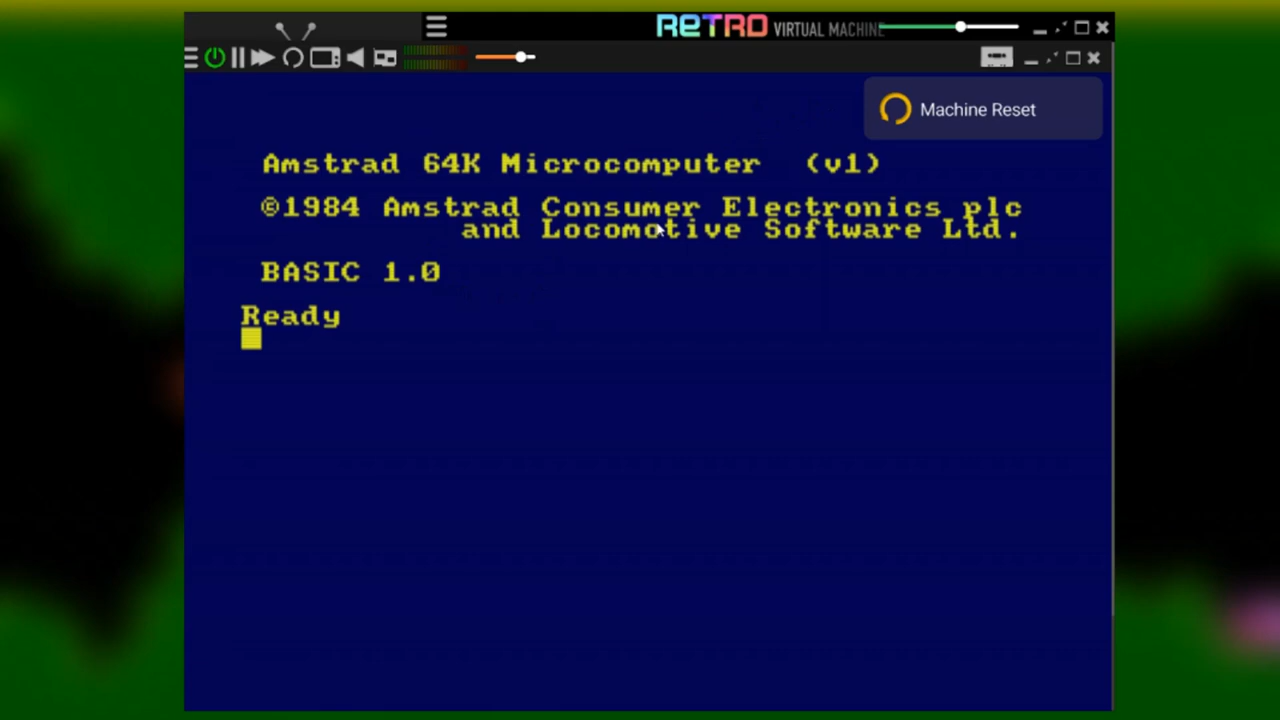 RETRO VIRTUAL MACHINE
Machine Reset
Amstrad 64K Microcomputer (v1)
©1984 Amstrad Consumer Electronics plc
and Locomotive Software Ltd.
BASIC 1.0
Ready